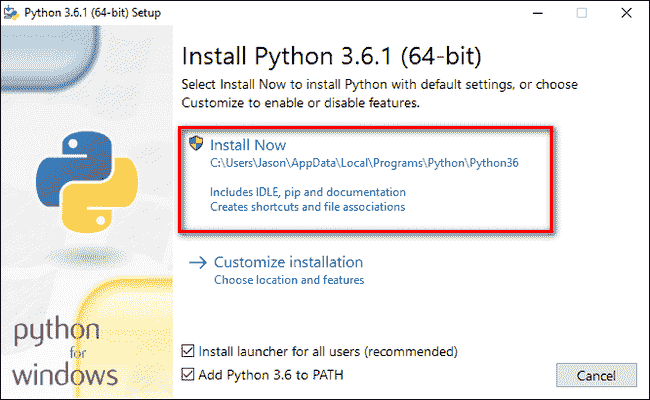 Python 3.6.1 (64-bit) Setup
Install Python 3.6.1 (64-bit)
Select Install Now to install Python with default settings, or choose
Customize to enable or disable features.
Install Now
C:\Users\Jason\AppData\Local\Programs\Python\Python36
Includes IDLE, pip and documentation
Creates shortcuts and file associations
Customize installation
Choose location and features
python
for
windows
Install launcher for all users (recommended)
Add Python 3.6 to PATH
Cancel